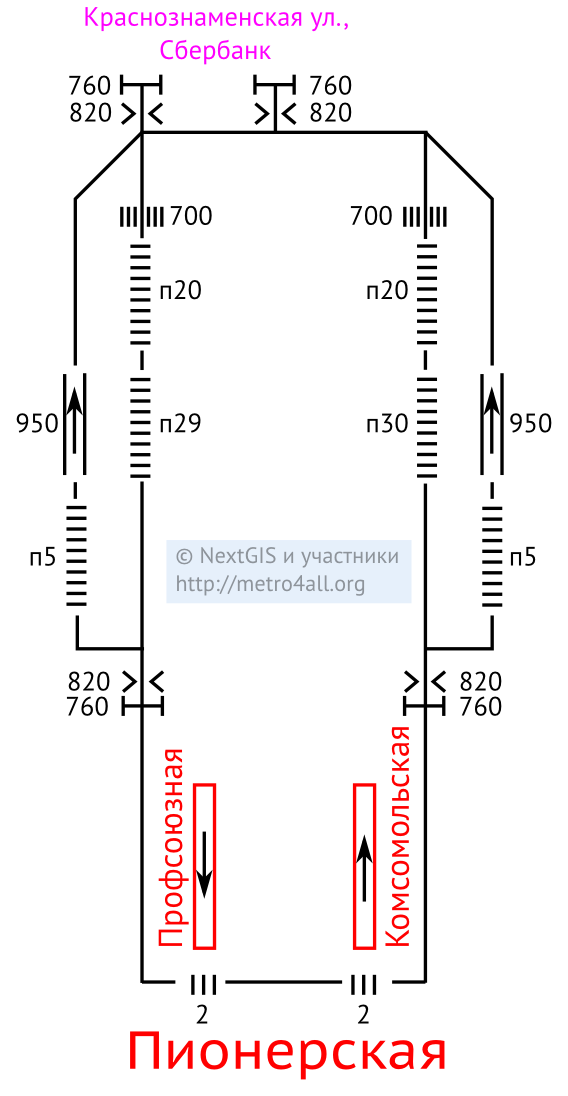 Краснознаменская ул.,
Сбербанк
760 760
820 820
700 700
п20 п20
950 п29 п30 950
© NextGIS и участники
http://metro4all.org
п5 п5
820 820
760 760
Профсоюзная
Комсомольская
2 2
Пионерская